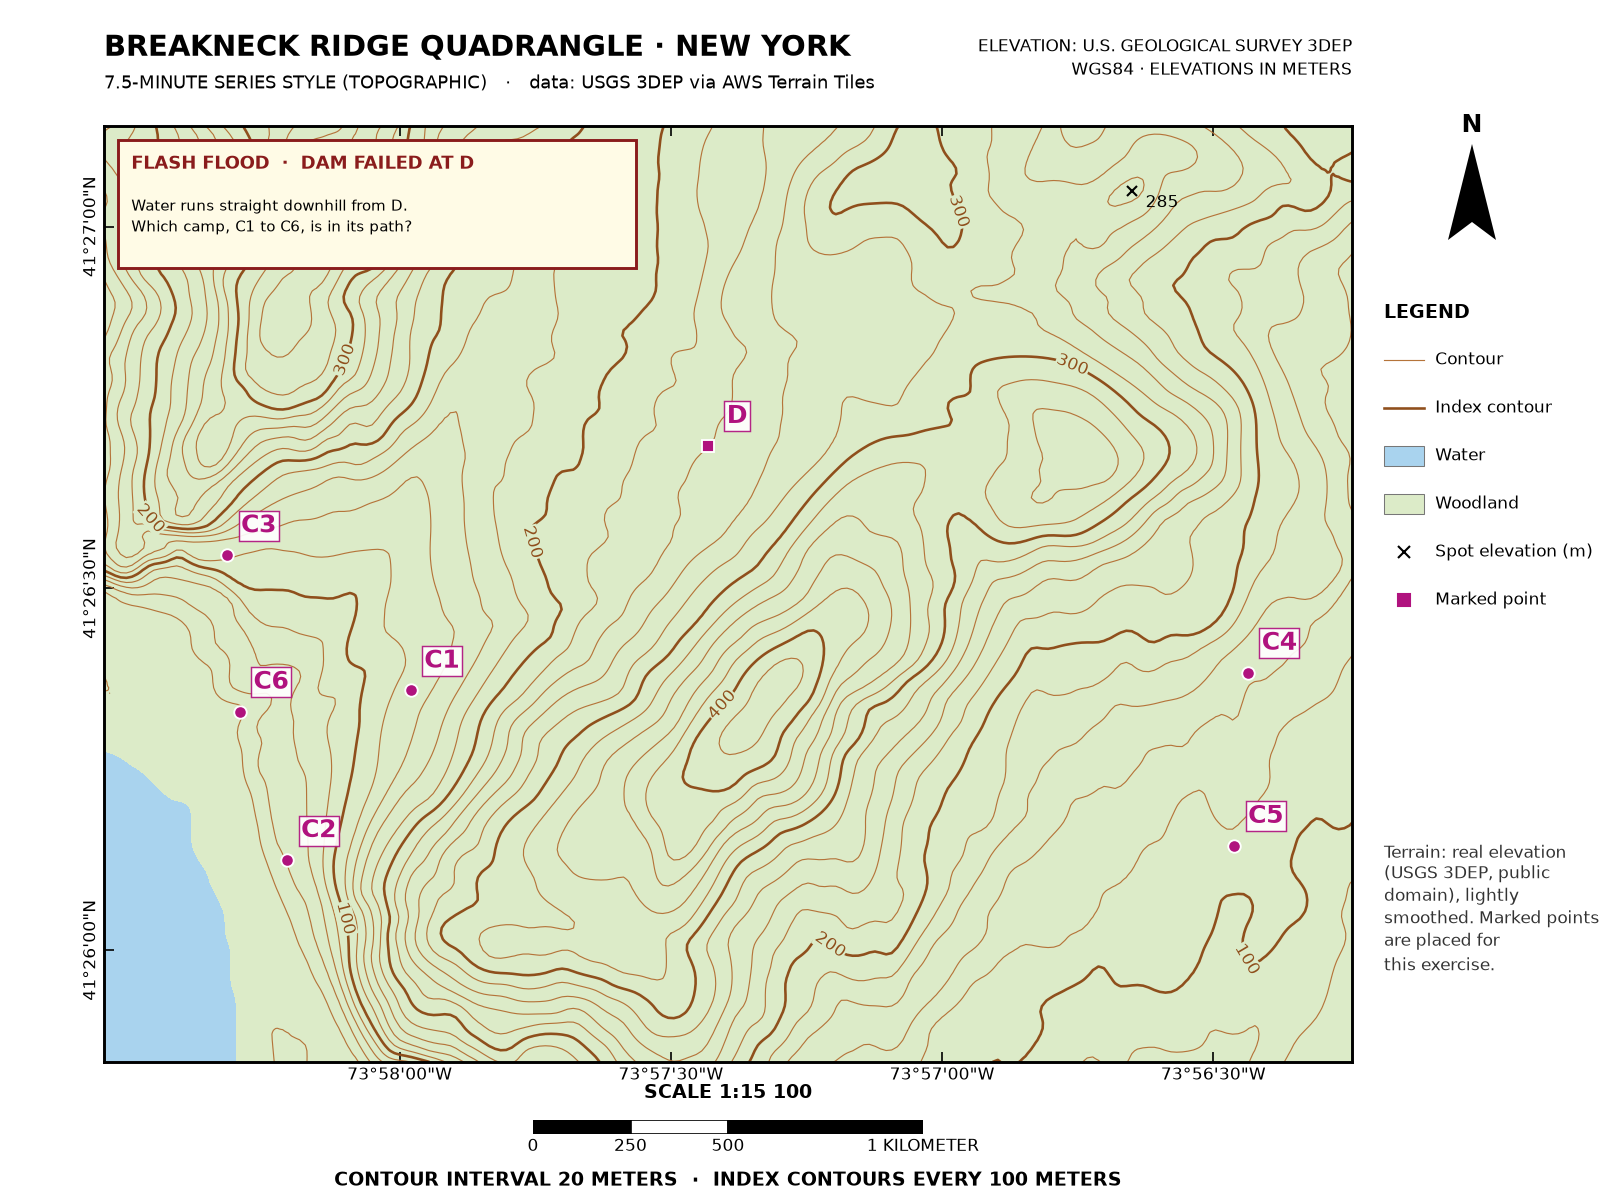 BREAKNECK RIDGE QUADRANGLE · NEW YORK
7.5-MINUTE SERIES STYLE (TOPOGRAPHIC) · data: USGS 3DEP via AWS Terrain Tiles
ELEVATION: U.S. GEOLOGICAL SURVEY 3DEP
WGS84 · ELEVATIONS IN METERS
FLASH FLOOD · DAM FAILED AT D
Water runs straight downhill from D.
Which camp, C1 to C6, is in its path?
41°27'00"N
41°26'30"N
41°26'00"N
285
300
300
300
D
200
C3
200
C1
C6
C4
400
C2
C5
100
200
100
73°58'00"W
73°57'30"W
73°57'00"W
73°56'30"W
N
LEGEND
Contour
Index contour
Water
Woodland
Spot elevation (m)
Marked point
Terrain: real elevation
(USGS 3DEP, public
domain), lightly
smoothed. Marked points
are placed for
this exercise.
SCALE 1:15 100
0 250 500 1 KILOMETER
CONTOUR INTERVAL 20 METERS · INDEX CONTOURS EVERY 100 METERS